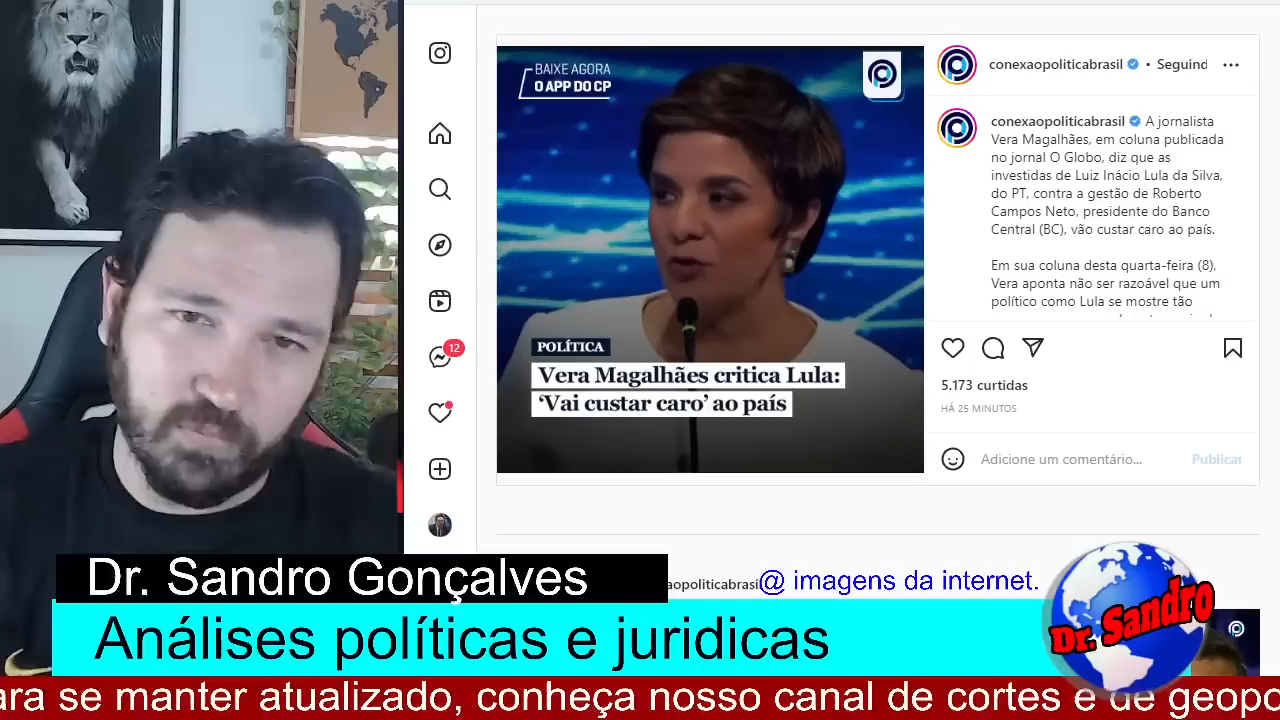 BAIXE AGORA
O APP DO CP
POLÍTICA
Vera Magalhães critica Lula:
‘Vai custar caro’ ao país
conexaopoliticabrasil • Seguind
conexaopoliticabrasil A jornalista
Vera Magalhães, em coluna publicada
no jornal O Globo, diz que as
investidas de Luiz Inácio Lula da Silva,
do PT, contra a gestão de Roberto
Campos Neto, presidente do Banco
Central (BC), vão custar caro ao país.
Em sua coluna desta quarta-feira (8),
Vera aponta não ser razoável que um
político como Lula se mostre tão
12
5.173 curtidas
HÁ 25 MINUTOS
Adicione um comentário...
Publicar
Dr. Sandro Gonçalves
aopoliticabrasi@ imagens da internet.
Análises políticas e juridicas
Dr. Sandro
ara se manter atualizado, conheça nosso canal de cortes e de geopo